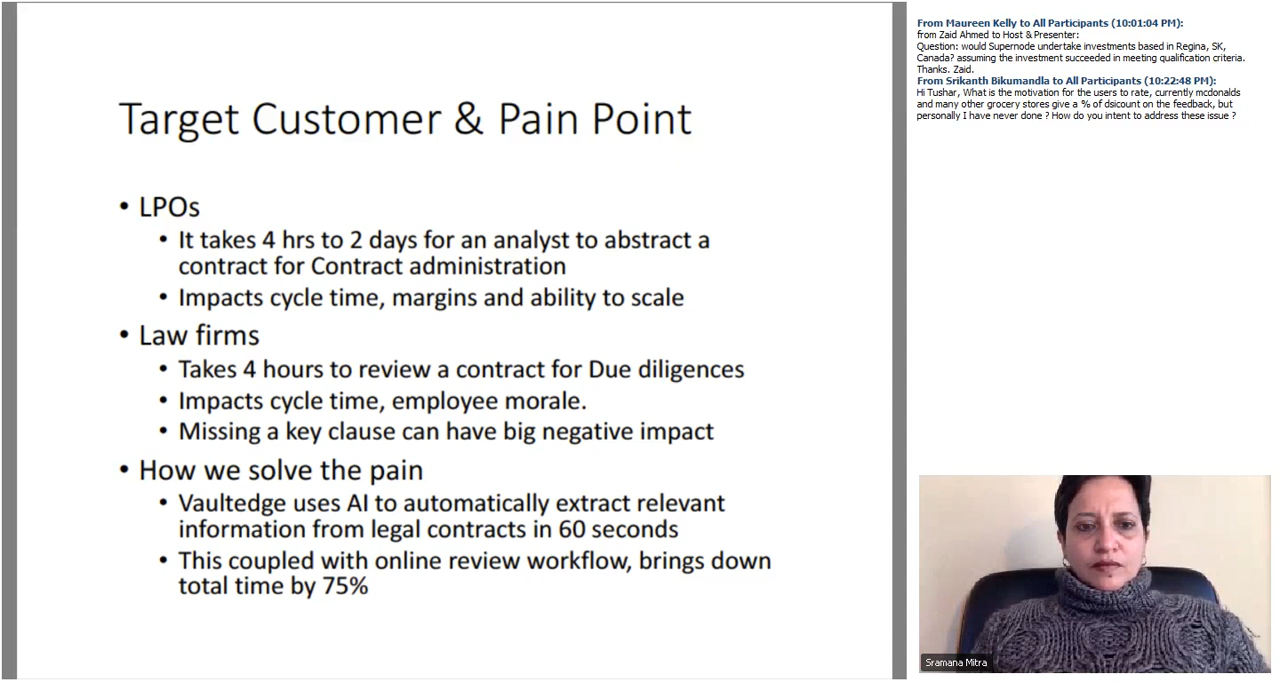 Target Customer & Pain Point
• LPOs
• It takes 4 hrs to 2 days for an analyst to abstract a
contract for Contract administration
• Impacts cycle time, margins and ability to scale
• Law firms
• Takes 4 hours to review a contract for Due diligences
• Impacts cycle time, employee morale.
• Missing a key clause can have big negative impact
• How we solve the pain
• Vaultedge uses AI to automatically extract relevant
information from legal contracts in 60 seconds
• This coupled with online review workflow, brings down
total time by 75%
From Maureen Kelly to All Participants (10:01:04 PM):
from Zaid Ahmed to Host & Presenter:
Question: would Supernode undertake investments based in Regina, SK,
Canada? assuming the investment succeeded in meeting qualification criteria.
Thanks. Zaid.
From Srikanth Bikumandla to All Participants (10:22:48 PM):
Hi Tushar, What is the motivation for the users to rate, currently mcdonalds
and many other grocery stores give a % of dsicount on the feedback, but
personally I have never done ? How do you intent to address these issue ?
Sramana Mitra